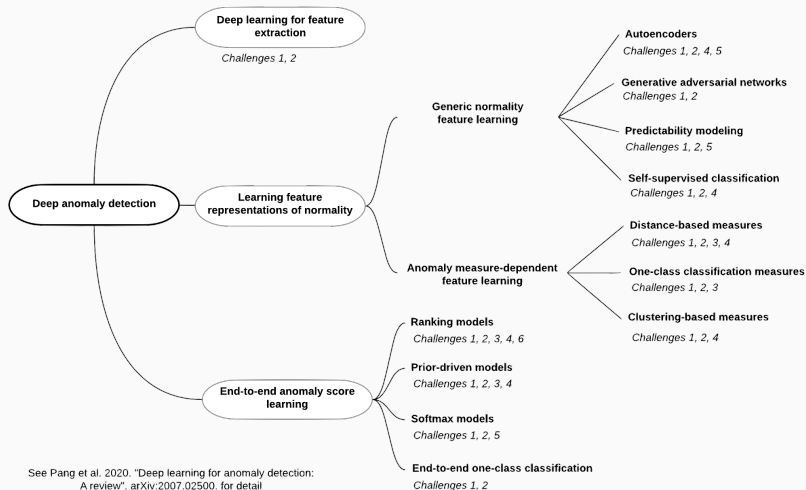 Deep learning for feature
extraction
Challenges 1, 2
Deep anomaly detection
Learning feature
representations of normality
Generic normality
feature learning
Autoencoders
Challenges 1, 2, 4, 5
Generative adversarial networks
Challenges 1, 2
Predictability modeling
Challenges 1, 2, 5
Self-supervised classification
Challenges 1, 2, 4
Anomaly measure-dependent
feature learning
Distance-based measures
Challenges 1, 2, 3, 4
One-class classification measures
Challenges 1, 2, 3
Clustering-based measures
Challenges 1, 2, 4
End-to-end anomaly score
learning
Ranking models
Challenges 1, 2, 3, 4, 6
Prior-driven models
Challenges 1, 2, 3, 4
Softmax models
Challenges 1, 2, 5
End-to-end one-class classification
Challenges 1, 2
See Pang et al. 2020. "Deep learning for anomaly detection:
A review". arXiv:2007.02500. for detail